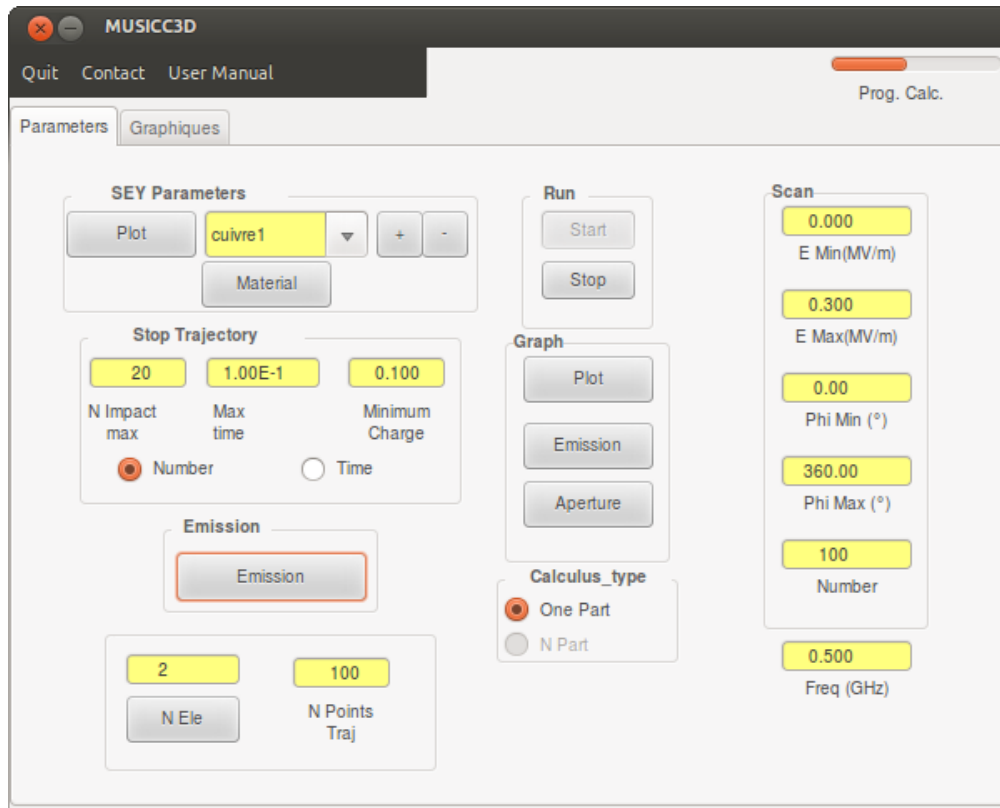 MUSICC3D
Quit Contact User Manual
Prog. Calc.
Parameters Graphiques
SEY Parameters
Plot cuivre1 + -
Material
Stop Trajectory
20 1.00E-1 0.100
N Impact max
Max time
Minimum Charge
Number Time
Emission
Emission
2 100
N Ele
N Points
Traj
Run
Start
Stop
Graph
Plot
Emission
Aperture
Calculus_type
One Part
N Part
Scan
0.000
E Min(MV/m)
0.300
E Max(MV/m)
0.00
Phi Min (°)
360.00
Phi Max (°)
100
Number
0.500
Freq (GHz)